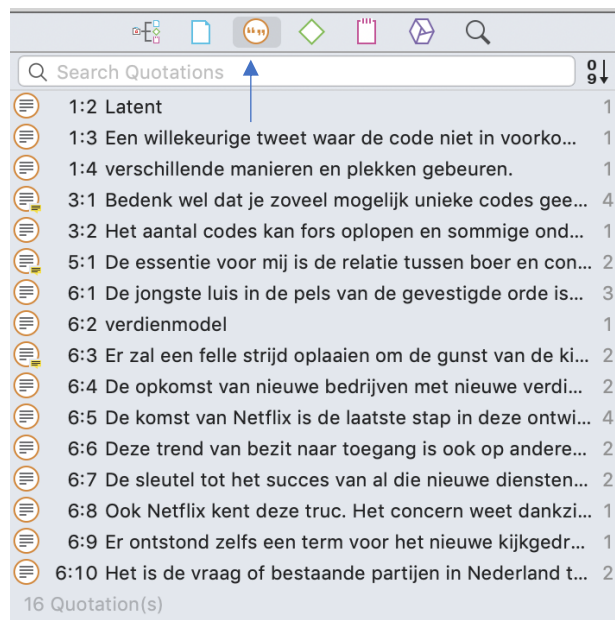 Search Quotations
1:2 Latent 1
1:3 Een willekeurige tweet waar de code niet in voorko... 1
1:4 verschillende manieren en plekken gebeuren. 1
3:1 Bedenk wel dat je zoveel mogelijk unieke codes gee... 4
3:2 Het aantal codes kan fors oplopen en sommige ond... 1
5:1 De essentie voor mij is de relatie tussen boer en con... 2
6:1 De jongste luis in de pels van de gevestigde orde is... 3
6:2 verdienmodel 1
6:3 Er zal een felle strijd oplaaien om de gunst van de ki... 2
6:4 De opkomst van nieuwe bedrijven met nieuwe verdi... 2
6:5 De komst van Netflix is de laatste stap in deze ontwi... 4
6:6 Deze trend van bezit naar toegang is ook op andere... 2
6:7 De sleutel tot het succes van al die nieuwe diensten... 2
6:8 Ook Netflix kent deze truc. Het concern weet dankzi... 1
6:9 Er ontstond zelfs een term voor het nieuwe kijkgedr... 1
6:10 Het is de vraag of bestaande partijen in Nederland t... 2
16 Quotation(s)